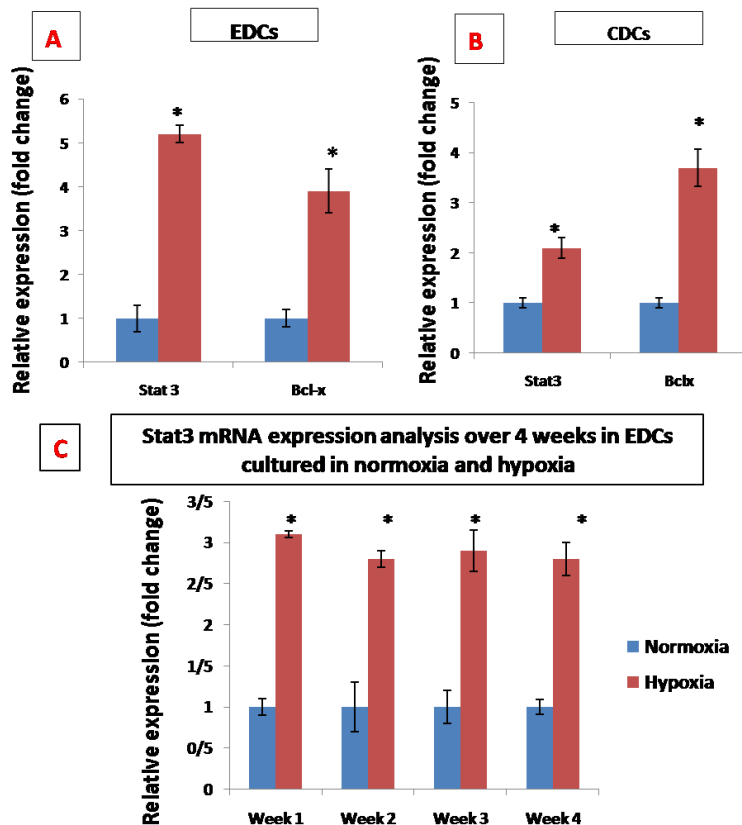 A
EDCs
Relative expression (fold change)
6
5
4
3
2
1
0
*
*
Stat 3
Bcl-x
B
CDCs
Relative expression (fold change)
5
4
3
2
1
0
*
*
Stat3
Bclx
C
Stat3 mRNA expression analysis over 4 weeks in EDCs
cultured in normoxia and hypoxia
Relative expression (fold change)
3/5
3
2/5
2
1/5
1
0/5
0
*
*
*
*
Week 1
Week 2
Week 3
Week 4
Normoxia
Hypoxia